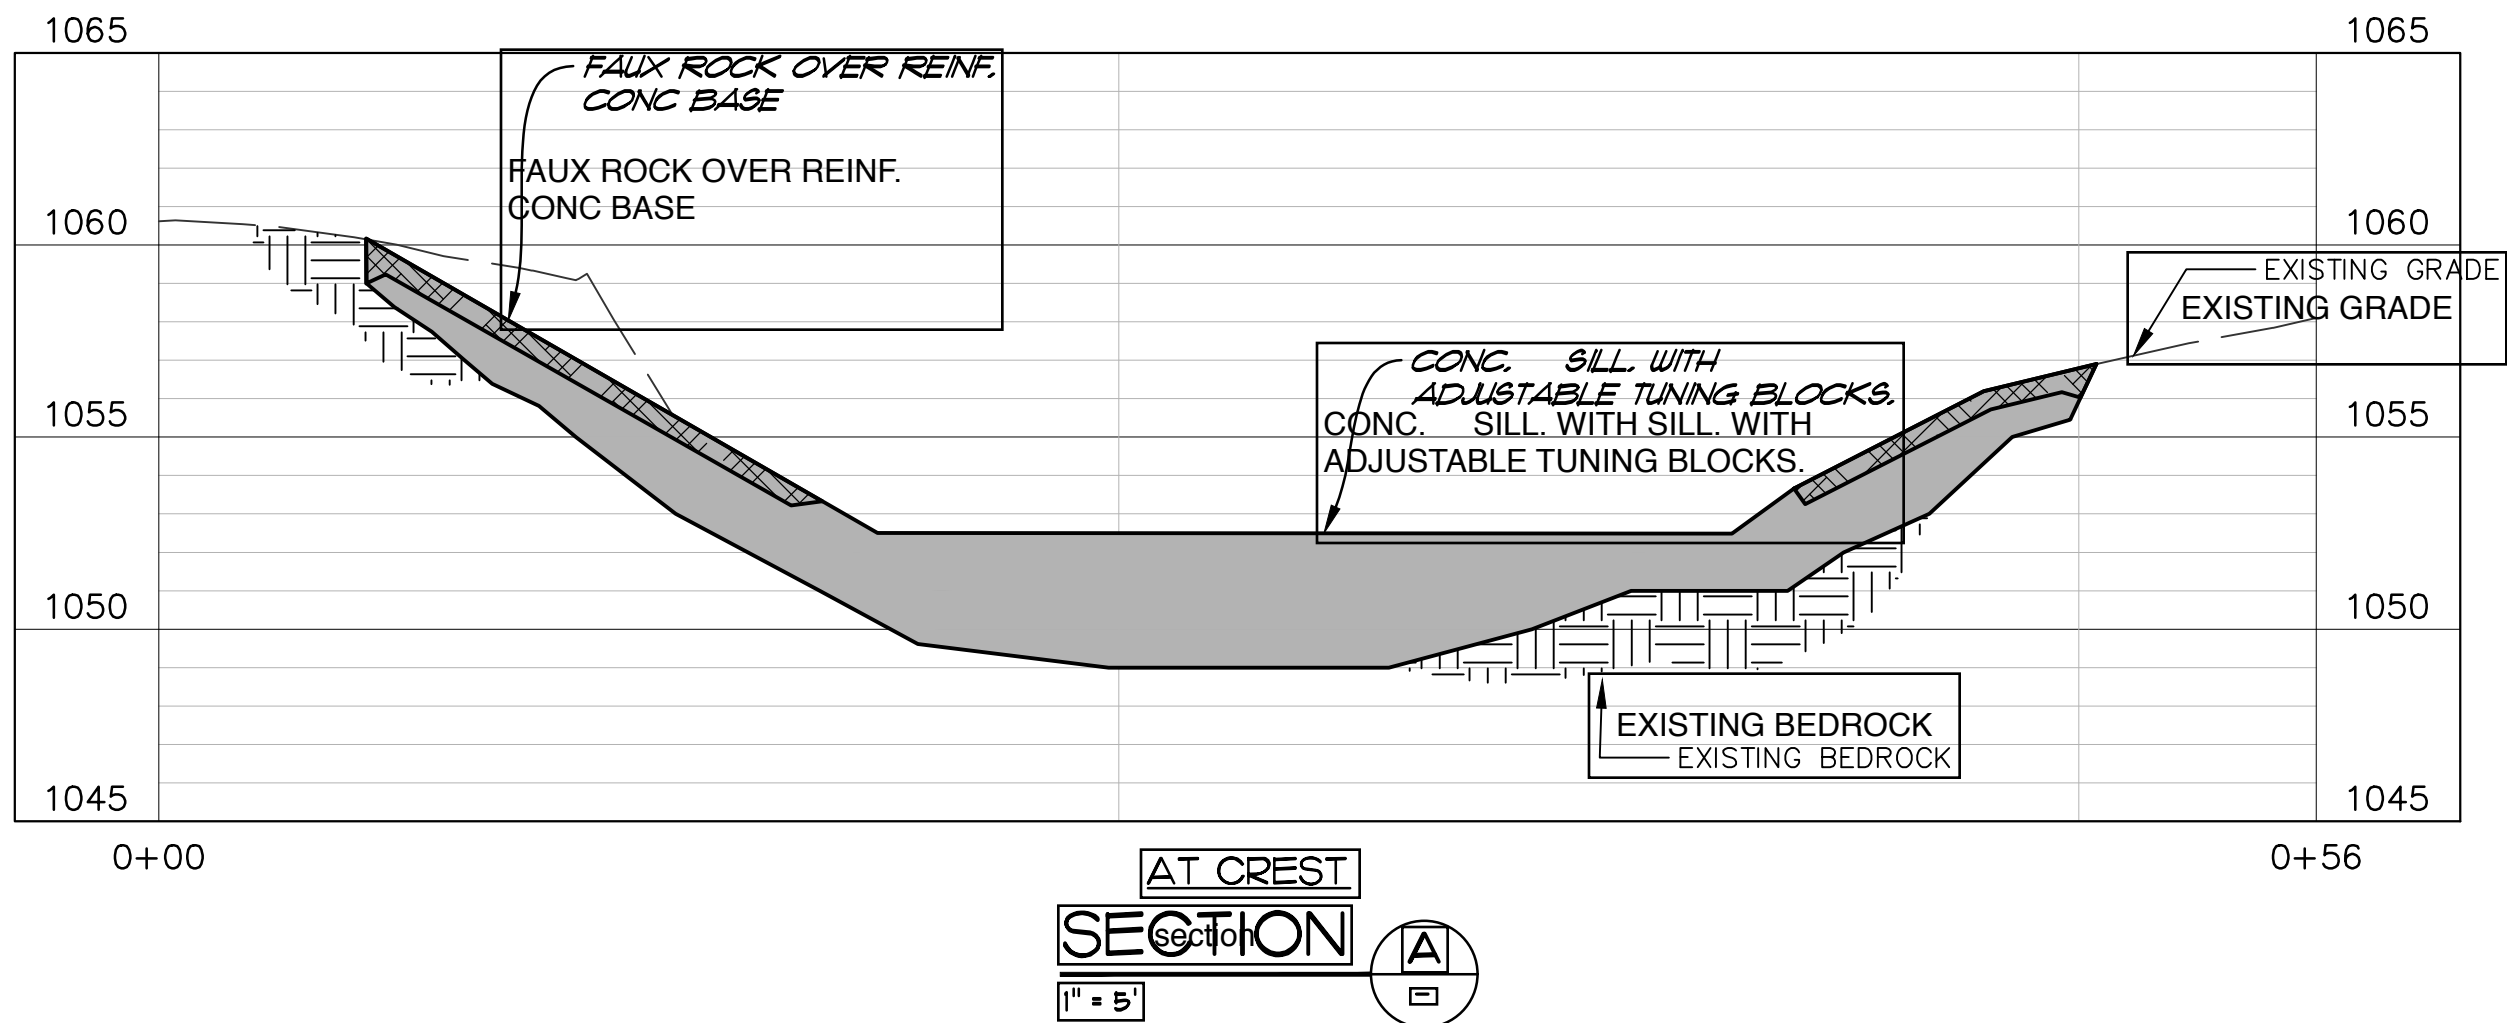 1065
1065
FAUX ROCK OVER REINF.
CONC BASE
FAUX ROCK OVER REINF.
CONC BASE
1060
1060
EXISTING GRADE
EXISTING GRADE
CONC. SILL. WITH
ADJUSTABLE TUNING BLOCKS.
CONC. SILL. WITH SILL. WITH
ADJUSTABLE TUNING BLOCKS.
1055
1055
1050
1050
EXISTING BEDROCK
EXISTING BEDROCK
1045
1045
0+00
0+56
AT CREST
SECTION
section
A
-
1" = 5'